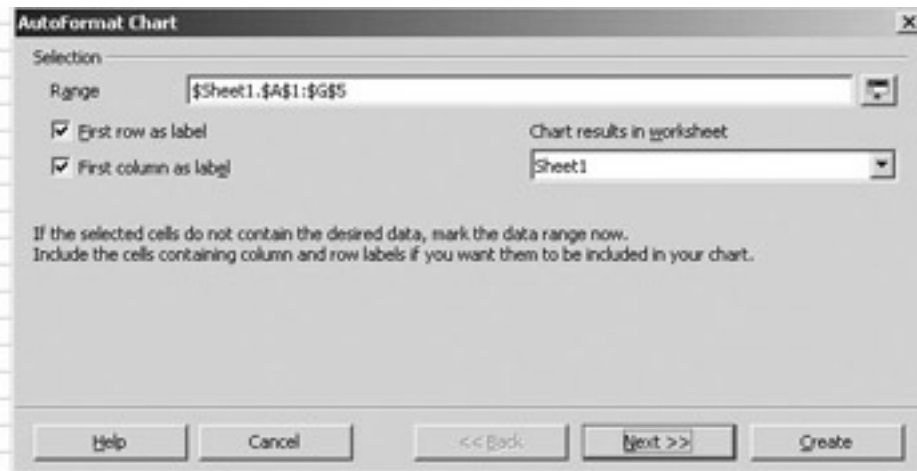 AutoFormat Chart
Selection
Range $Sheet1.$A$1:$G$5
First row as label Chart results in worksheet
First column as label Sheet1
If the selected cells do not contain the desired data, mark the data range now.
Include the cells containing column and row labels if you want them to be included in your chart.
Help Cancel << Back Next >> Create